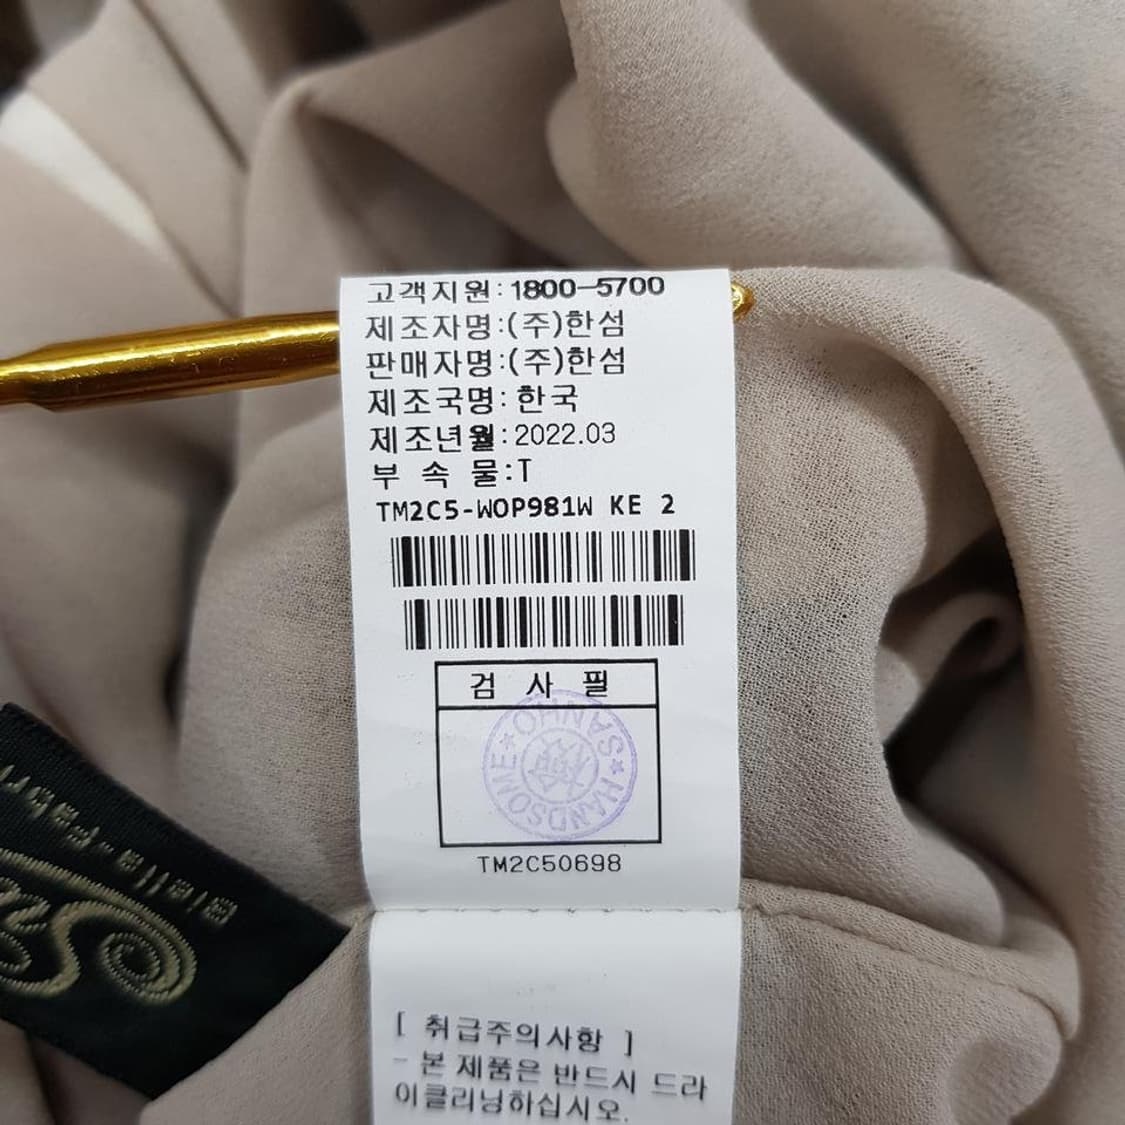 고객지원:1800-5700
제조자명:(주)한섬
판매자명:(주)한섬
제조국명:한국
제조년월:2022.03
부 속 물:T
TM2C5-WOP981W KE 2
검 사 필
HANDSOME★SANHO★
TM2C50698
[ 취급주의사항 ]
- 본 제품은 반드시 드라
이클리닝하십시오.